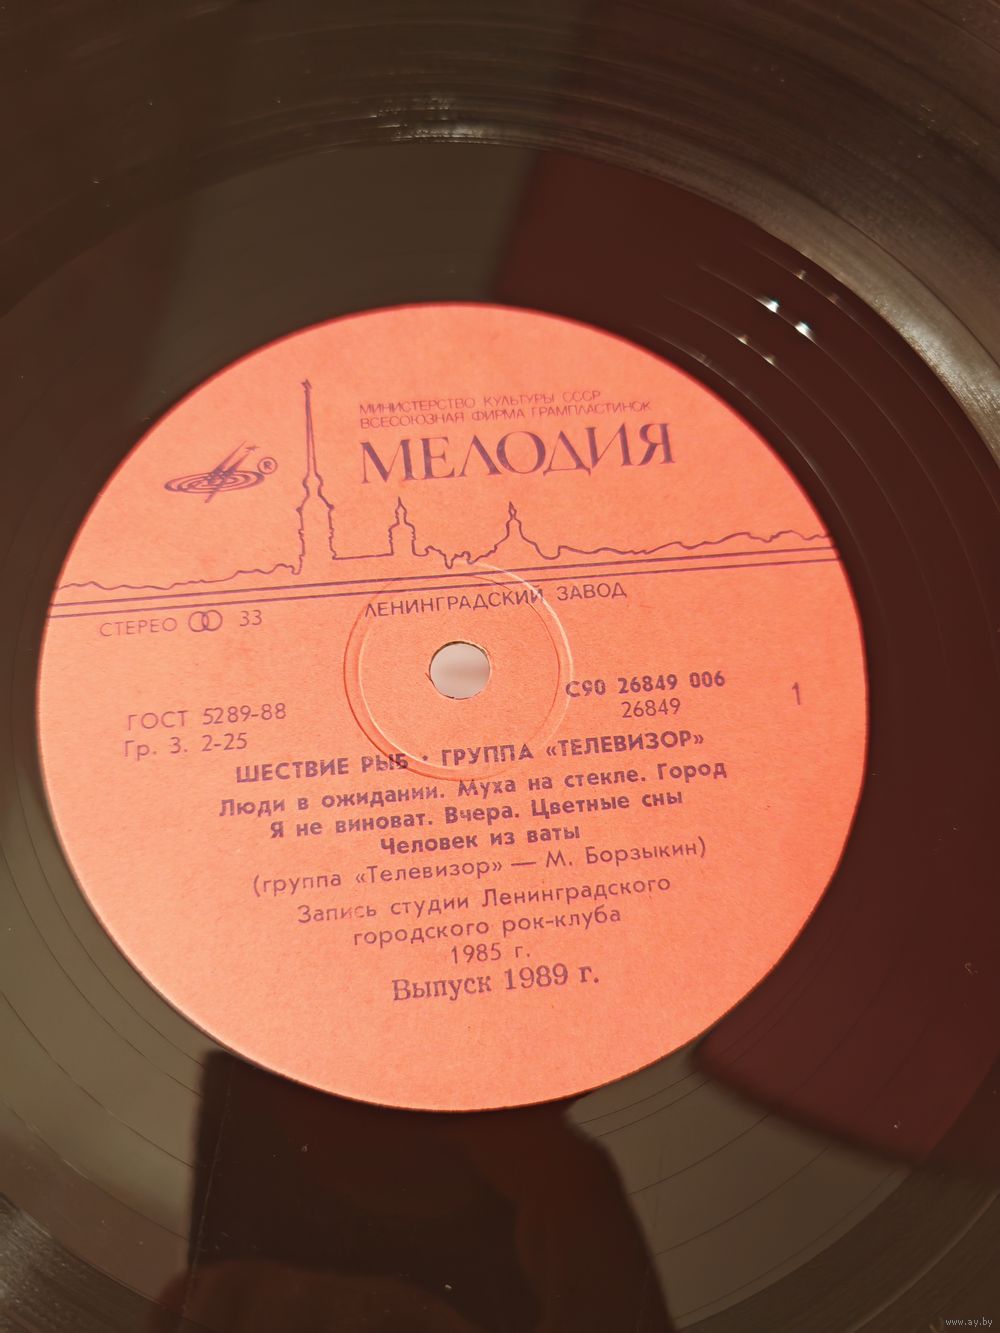 МИНИСТЕРСТВО КУЛЬТУРЫ СССР
ВСЕСОЮЗНАЯ ФИРМА ГРАМПЛАСТИНОК
МЕЛОДИЯ
®
ЛЕНИНГРАДСКИЙ ЗАВОД
СТЕРЕО 33
С90 26849 006
26849
1
ГОСТ 5289-88
Гр. 3. 2-25
ШЕСТВИЕ РЫБ · ГРУППА «ТЕЛЕВИЗОР»
Люди в ожидании. Муха на стекле. Город
Я не виноват. Вчера. Цветные сны
Человек из ваты
(группа «Телевизор» — М. Борзыкин)
Запись студии Ленинградского
городского рок-клуба
1985 г.
Выпуск 1989 г.
www.ay.by